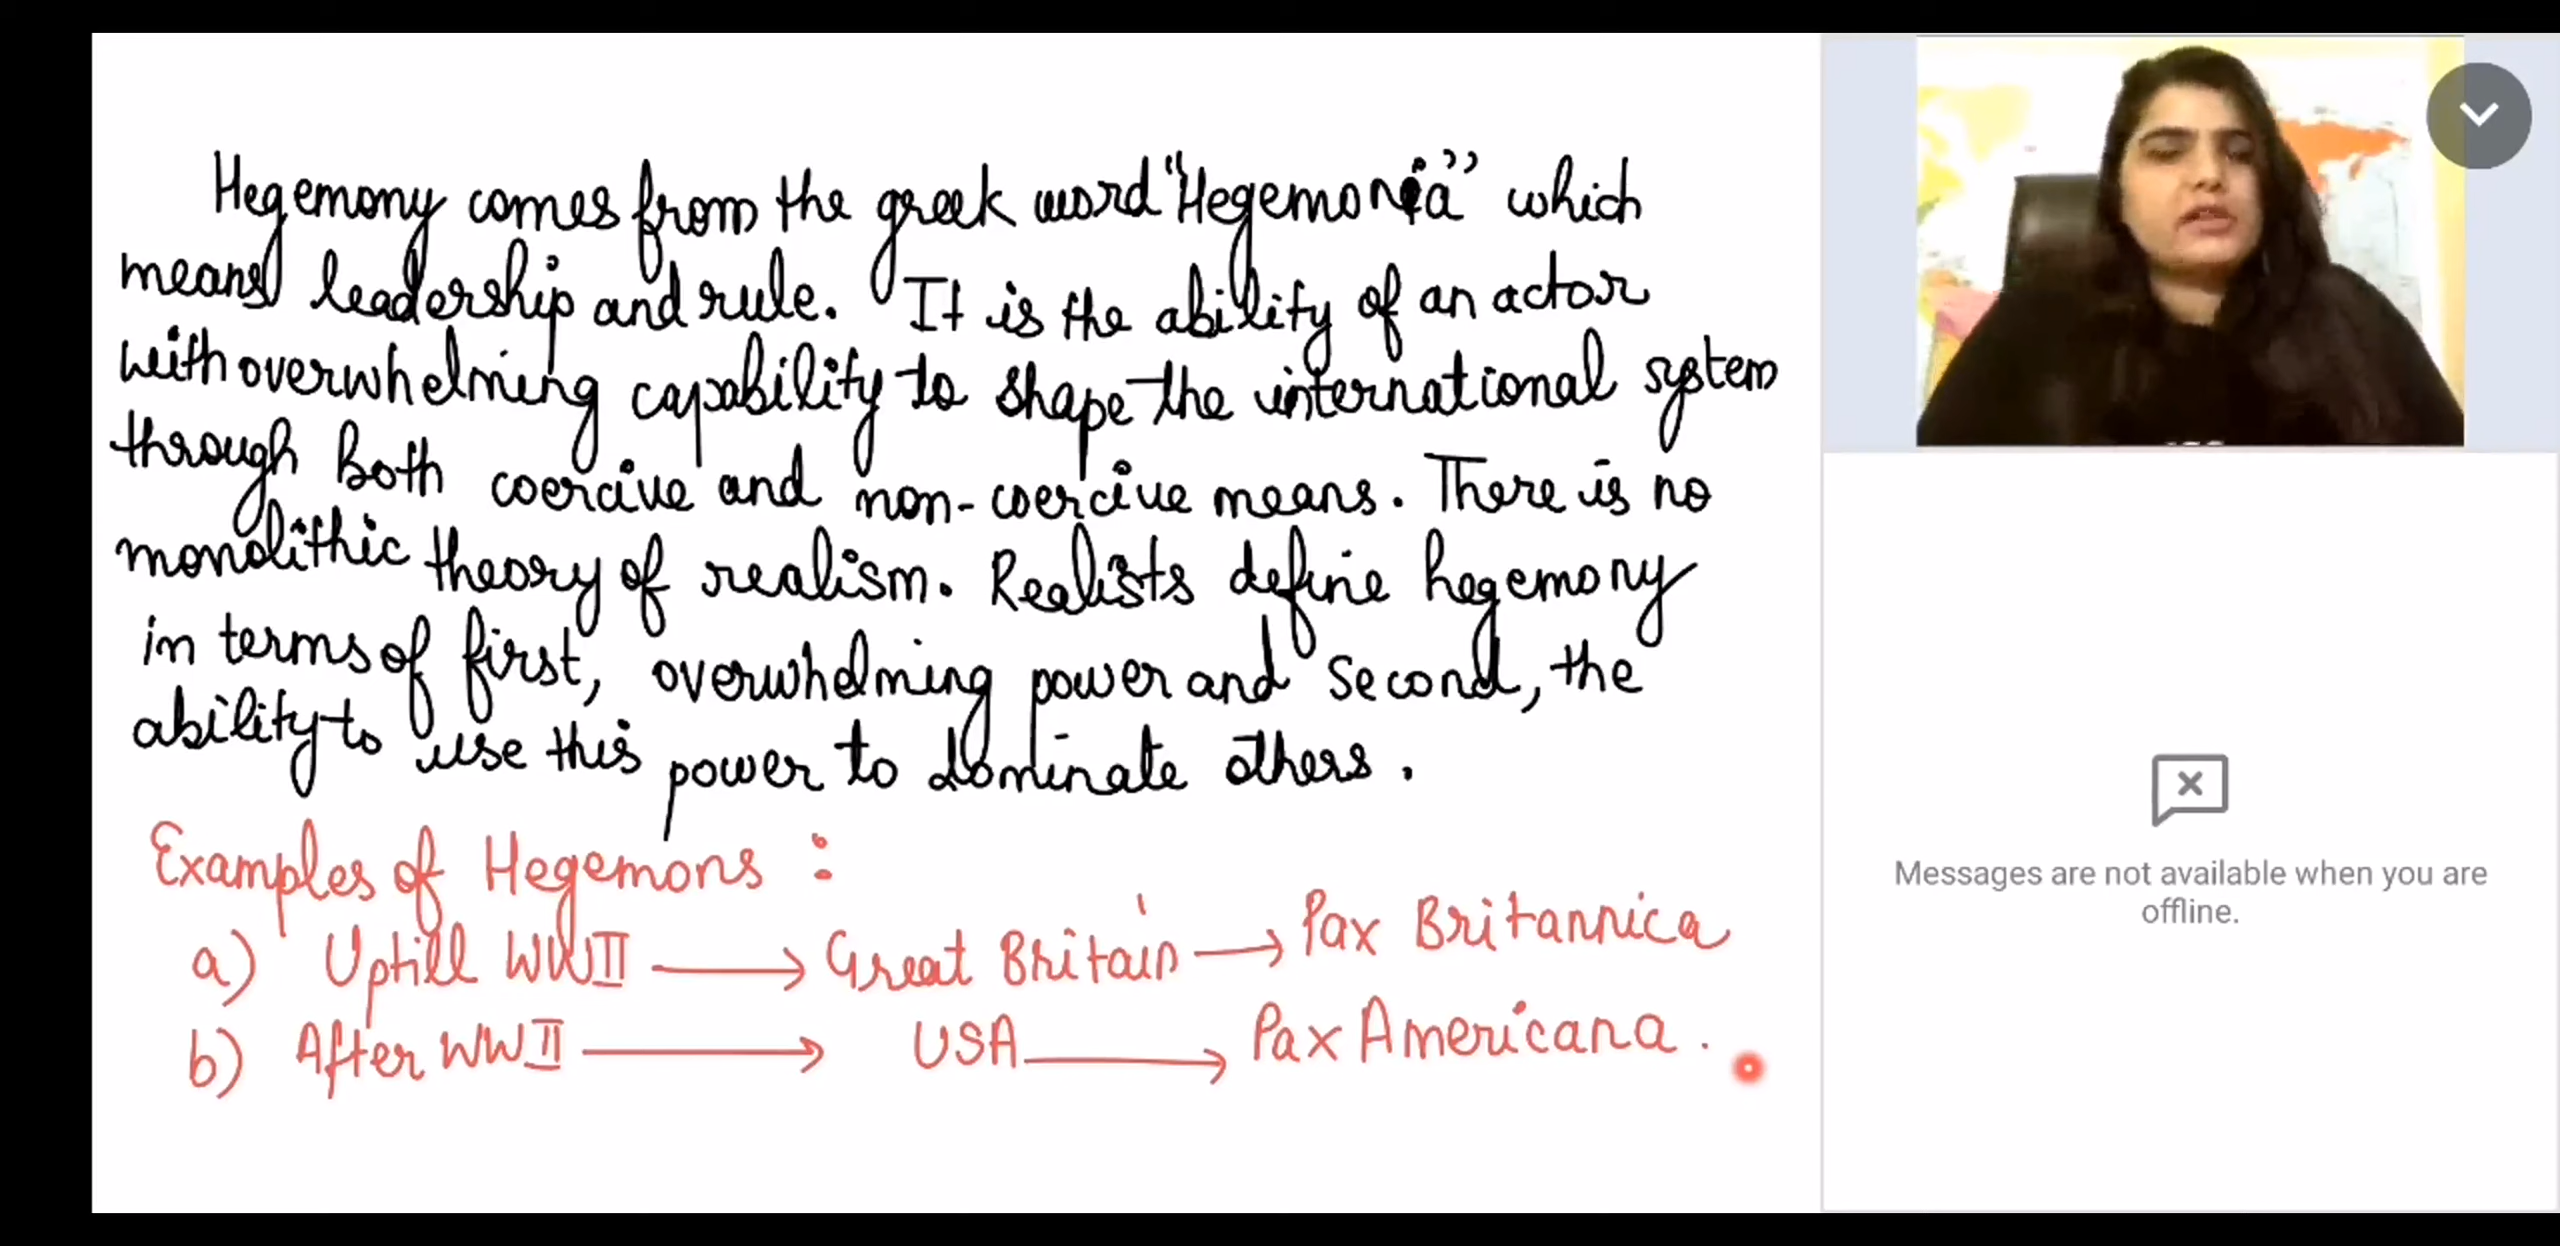 Hegemony comes from the greek word "Hegemonia" which
means leadership and rule. It is the ability of an actor
with overwhelming capability to shape the international system
through both coercive and non-coercive means. There is no
monolithic theory of realism. Realists define hegemony
in terms of first, overwhelming power and second, the
ability to use this power to dominate others.
Examples of Hegemons :
a) Uptill WWII → Great Britain → Pax Britannica
b) After WWII → USA → Pax Americana.
Messages are not available when you are
offline.